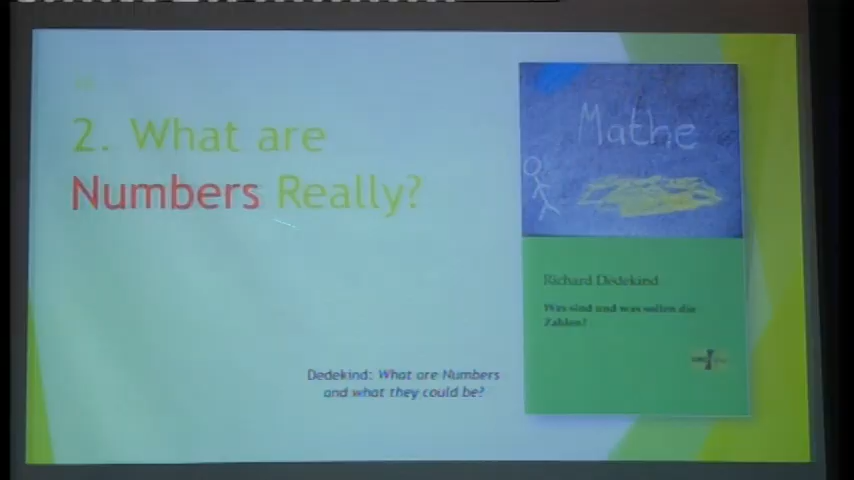 2. What are
Numbers Really?
Mathe
Richard Dedekind
Was sind und was sollen die
Zahlen?
Dedekind: What are Numbers
and what they could be?